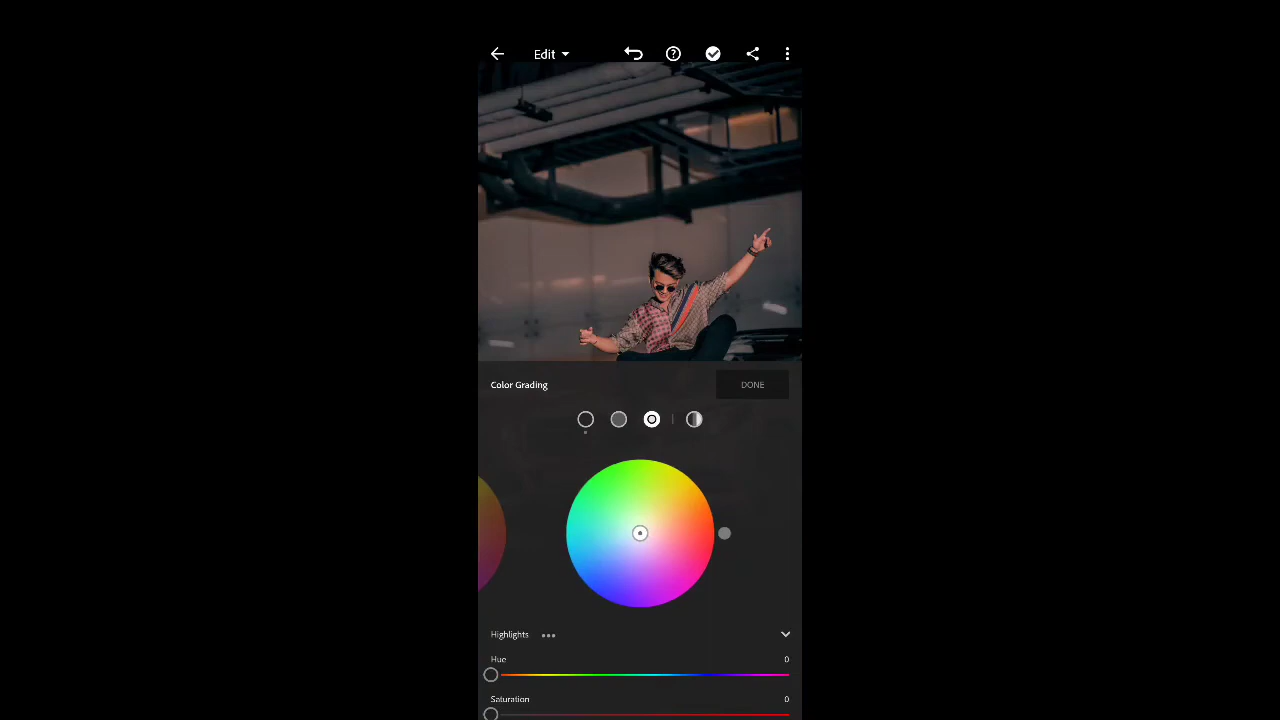 Edit
Color Grading
DONE
Highlights
Hue 0
Saturation 0